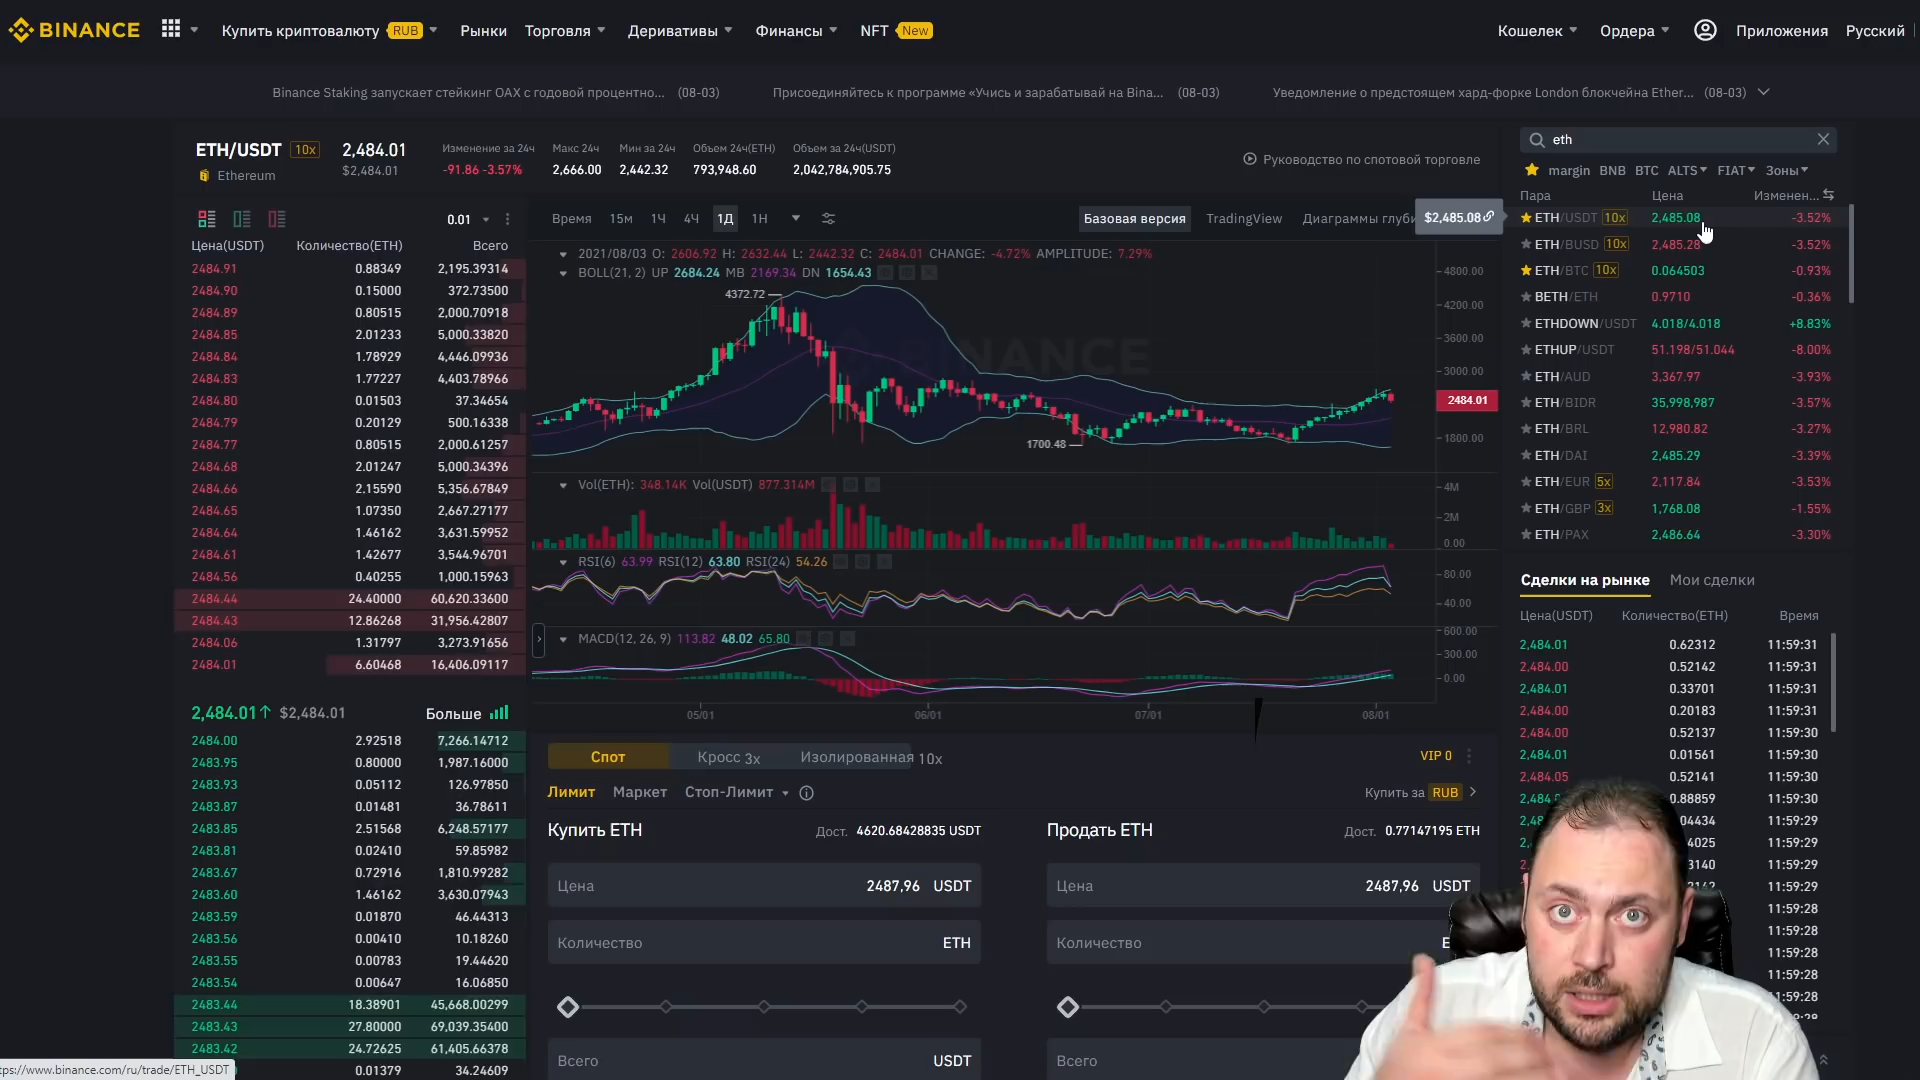 BINANCE
Купить криптовалюту RUB Рынки Торговля Деривативы Финансы NFT New Кошелек Ордера Приложения Русский
Binance Staking запускает стейкинг OAX с годовой процентно... (08-03) Присоединяйтесь к программе «Учись и зарабатывай на Bina... (08-03) Уведомление о предстоящем хард-форке London блокчейна Ether... (08-03)
ETH/USDT 10x 2,484.01 Изменение за 24ч Макс 24ч Мин за 24ч Объем 24ч(ETH) Объем за 24ч(USDT)
Ethereum $2,484.01 -91.86 -3.57% 2,666.00 2,442.32 793,948.60 2,042,784,905.75
Руководство по спотовой торговле
0.01
Цена(USDT) Количество(ETH) Всего
2484.91 0.88349 2,195.39314
2484.90 0.15000 372.73500
2484.89 0.80515 2,000.70918
2484.85 2.01233 5,000.33820
2484.84 1.78929 4,446.09936
2484.83 1.77227 4,403.78966
2484.80 0.01503 37.34654
2484.79 0.20129 500.16338
2484.77 0.80515 2,000.61257
2484.68 2.01247 5,000.34396
2484.66 2.15590 5,356.67849
2484.65 1.07350 2,667.27177
2484.64 1.46162 3,631.59952
2484.61 1.42677 3,544.96701
2484.56 0.40255 1,000.15963
2484.44 24.40000 60,620.33600
2484.43 12.86268 31,956.42807
2484.06 1.31797 3,273.91656
2484.01 6.60468 16,406.09117
2,484.01↑ $2,484.01 Больше
2484.00 2.92518 7,266.14712
2483.95 0.80000 1,987.16000
2483.93 0.05112 126.97850
2483.87 0.01481 36.78611
2483.85 2.51568 6,248.57177
2483.81 0.02410 59.85982
2483.67 0.72916 1,810.99282
2483.60 1.46162 3,630.07943
2483.59 0.01870 46.44313
2483.56 0.00410 10.18260
2483.55 0.00783 19.44620
2483.54 0.00647 16.06850
2483.44 18.38901 45,668.00299
2483.43 27.80000 69,039.35400
2483.42 24.72625 61,405.66378
0.01379 34.24609
tps://www.binance.com/ru/trade/ETH_USDT
Время 15м 1Ч 4Ч 1Д 1Н Базовая версия TradingView Диаграммы глуби
$2,485.08
2021/08/03 O: 2606.92 H: 2632.44 L: 2442.32 C: 2484.01 CHANGE: -4.72% AMPLITUDE: 7.29%
BOLL(21, 2) UP 2684.24 MB 2169.34 DN 1654.43
4372.72
1700.48
BINANCE
4800.00
4200.00
3600.00
3000.00
2484.01
1800.00
Vol(ETH): 348.14K Vol(USDT) 877.314M
4M
2M
0.00
RSI(6) 63.99 RSI(12) 63.80 RSI(24) 54.26
80.00
40.00
MACD(12, 26, 9) 113.82 48.02 65.80
600.00
300.00
0.00
05/01 06/01 07/01 08/01
Спот Кросс 3x Изолированная 10x VIP 0
Лимит Маркет Стоп-Лимит Купить за RUB
Купить ETH Дост. 4620.68428835 USDT Продать ETH Дост. 0.77147195 ETH
Цена 2487,96 USDT Цена 2487,96 USDT
Количество ETH Количество E
Всего USDT Всего
eth
margin BNB BTC ALTS FIAT Зоны
Пара Цена Изменен...
ETH/USDT 10x 2,485.08 -3.52%
ETH/BUSD 10x 2,485.28 -3.52%
ETH/BTC 10x 0.064503 -0.93%
BETH/ETH 0.9710 -0.36%
ETHDOWN/USDT 4.018/4.018 +8.83%
ETHUP/USDT 51.198/51.044 -8.00%
ETH/AUD 3,367.97 -3.93%
ETH/BIDR 35,998,987 -3.57%
ETH/BRL 12,980.82 -3.27%
ETH/DAI 2,485.29 -3.39%
ETH/EUR 5x 2,117.84 -3.53%
ETH/GBP 3x 1,768.08 -1.55%
ETH/PAX 2,486.64 -3.30%
Сделки на рынке Мои сделки
Цена(USDT) Количество(ETH) Время
2,484.01 0.62312 11:59:31
2,484.00 0.52142 11:59:31
2,484.01 0.33701 11:59:31
2,484.00 0.20183 11:59:31
2,484.00 0.52137 11:59:30
2,484.01 0.01561 11:59:30
2,484.05 0.52141 11:59:30
2,484. 0.88859 11:59:30
2,48 04434 11:59:29
2, 4025 11:59:29
2, 3140 11:59:29
11:59:29
11:59:28
11:59:28
11:59:28
11:59:28
11:59:28